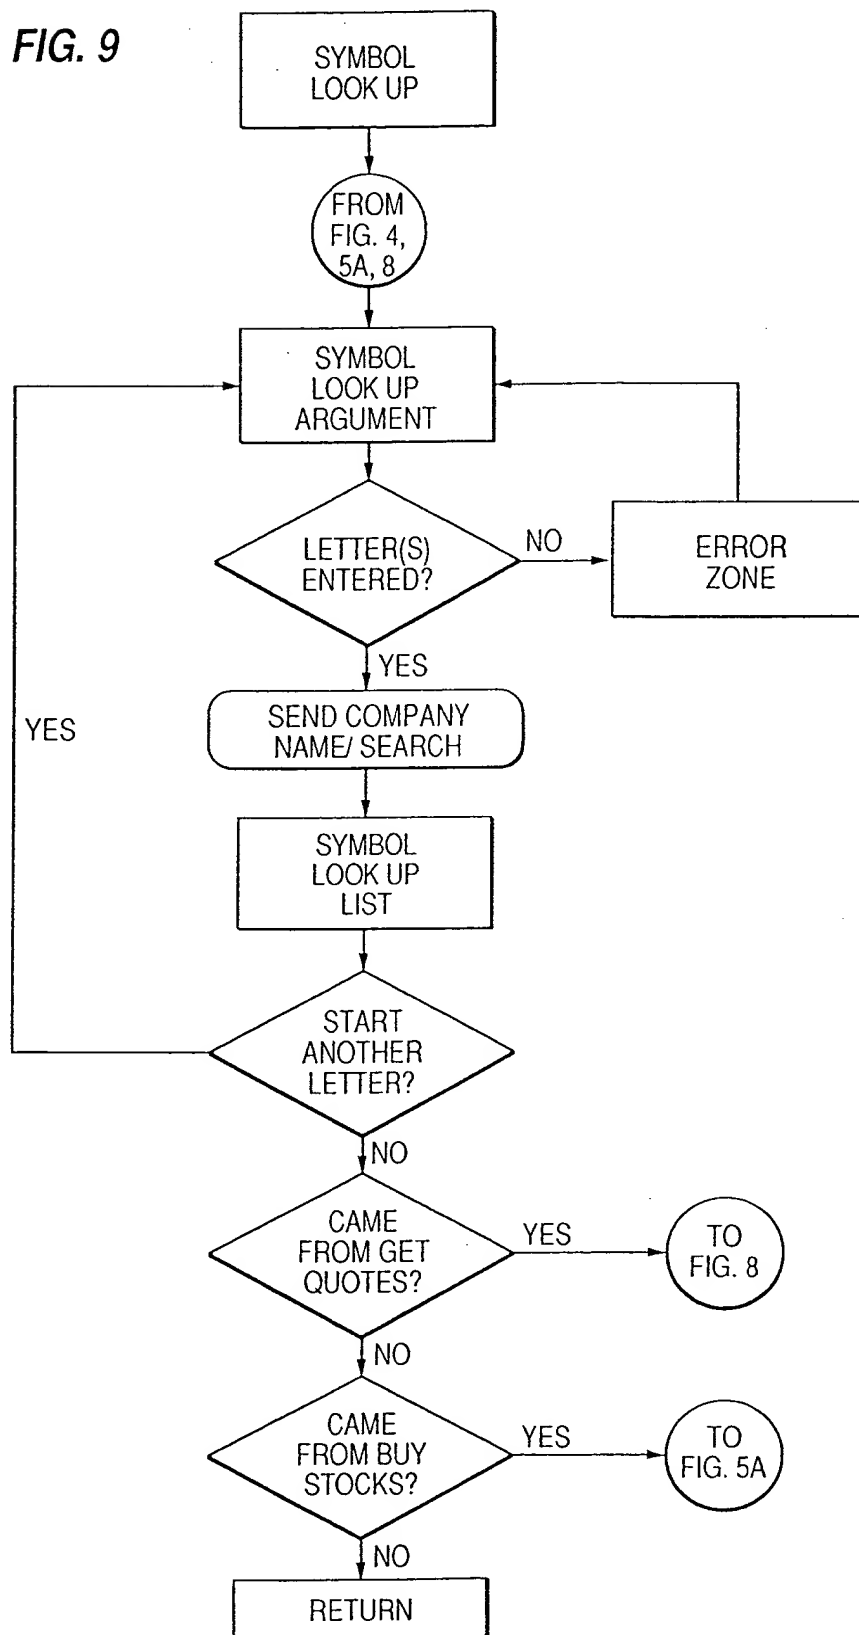 FIG. 9
SYMBOL
LOOK UP
FROM
FIG. 4,
5A, 8
SYMBOL
LOOK UP
ARGUMENT
LETTER(S)
ENTERED?
NO
ERROR
ZONE
YES
SEND COMPANY
NAME/ SEARCH
YES
SYMBOL
LOOK UP
LIST
START
ANOTHER
LETTER?
NO
CAME
FROM GET
QUOTES?
YES
TO
FIG. 8
NO
CAME
FROM BUY
STOCKS?
YES
TO
FIG. 5A
NO
RETURN